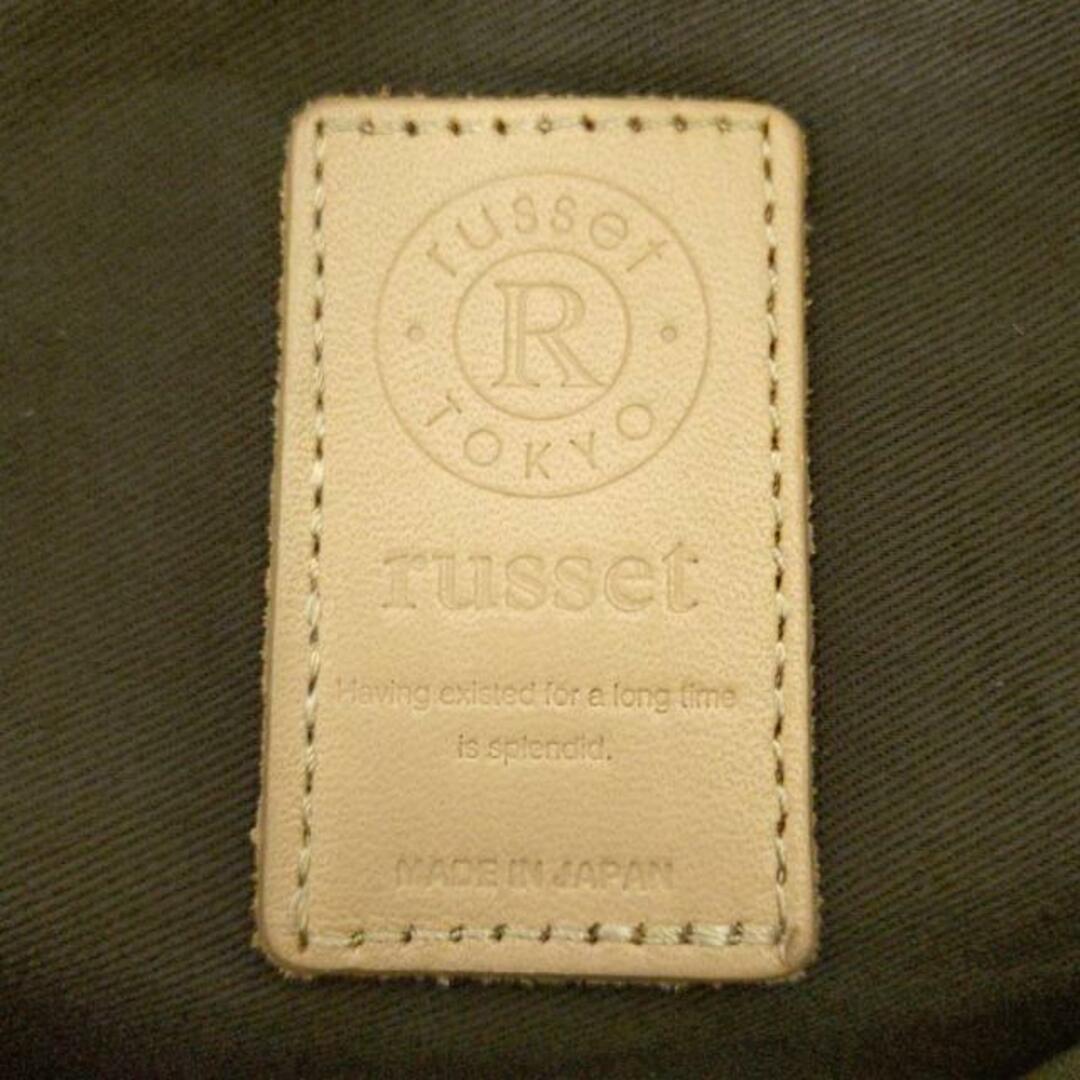 russet
R
TOKYO
russet
Having existed for a long time
is splendid.
MADE IN JAPAN